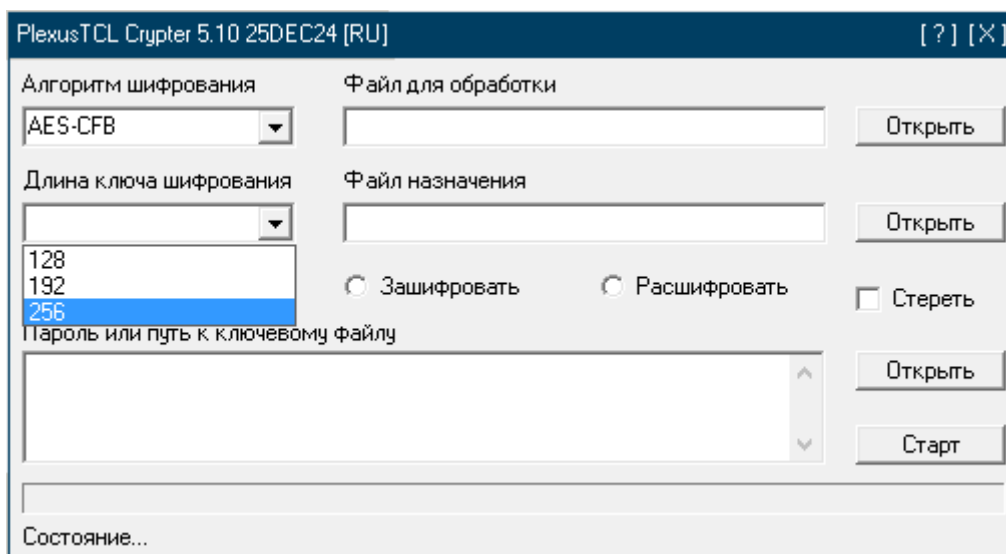 PlexusTCL Crypter 5.10 25DEC24 [RU] [ ? ] [X]
Алгоритм шифрования Файл для обработки
AES-CFB Открыть
Длина ключа шифрования Файл назначения
Открыть
128
192 Зашифровать Расшифровать
256 Стереть
Пароль или путь к ключевому файлу
Открыть
Старт
Состояние...